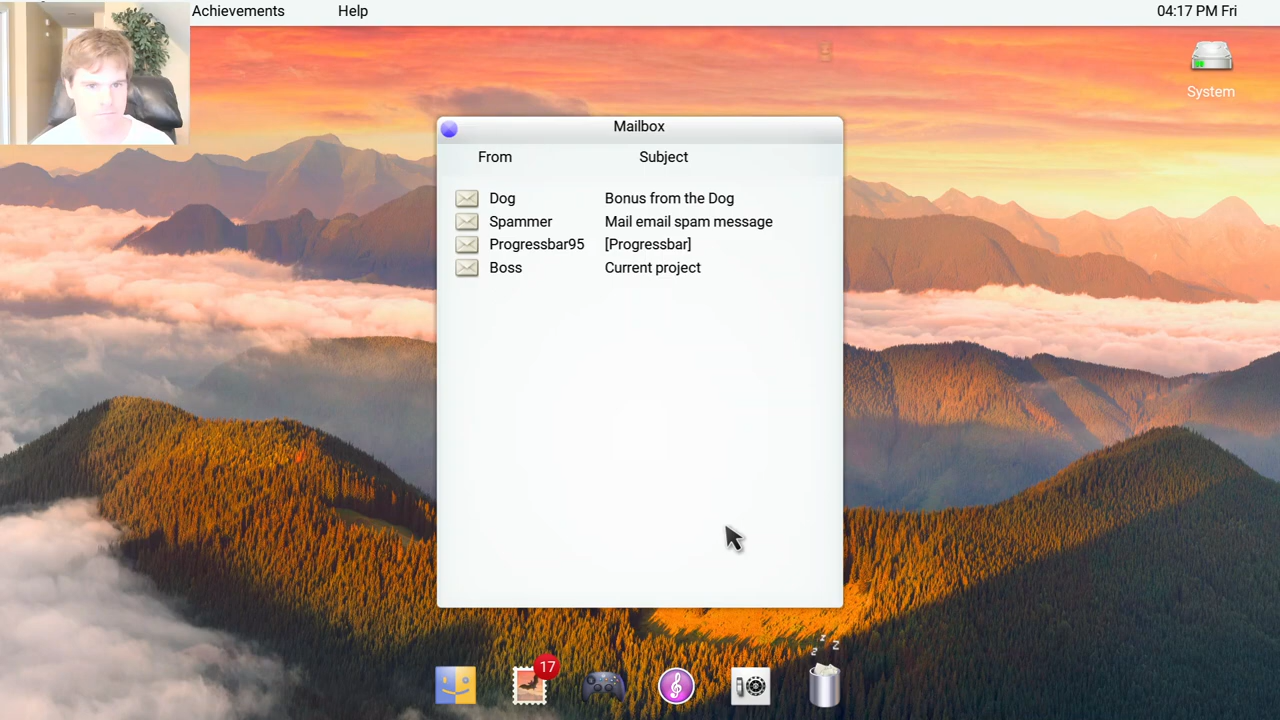 Achievements Help 04:17 PM Fri
System
Mailbox
From Subject
Dog Bonus from the Dog
Spammer Mail email spam message
Progressbar95 [Progressbar]
Boss Current project
z Z
z
17